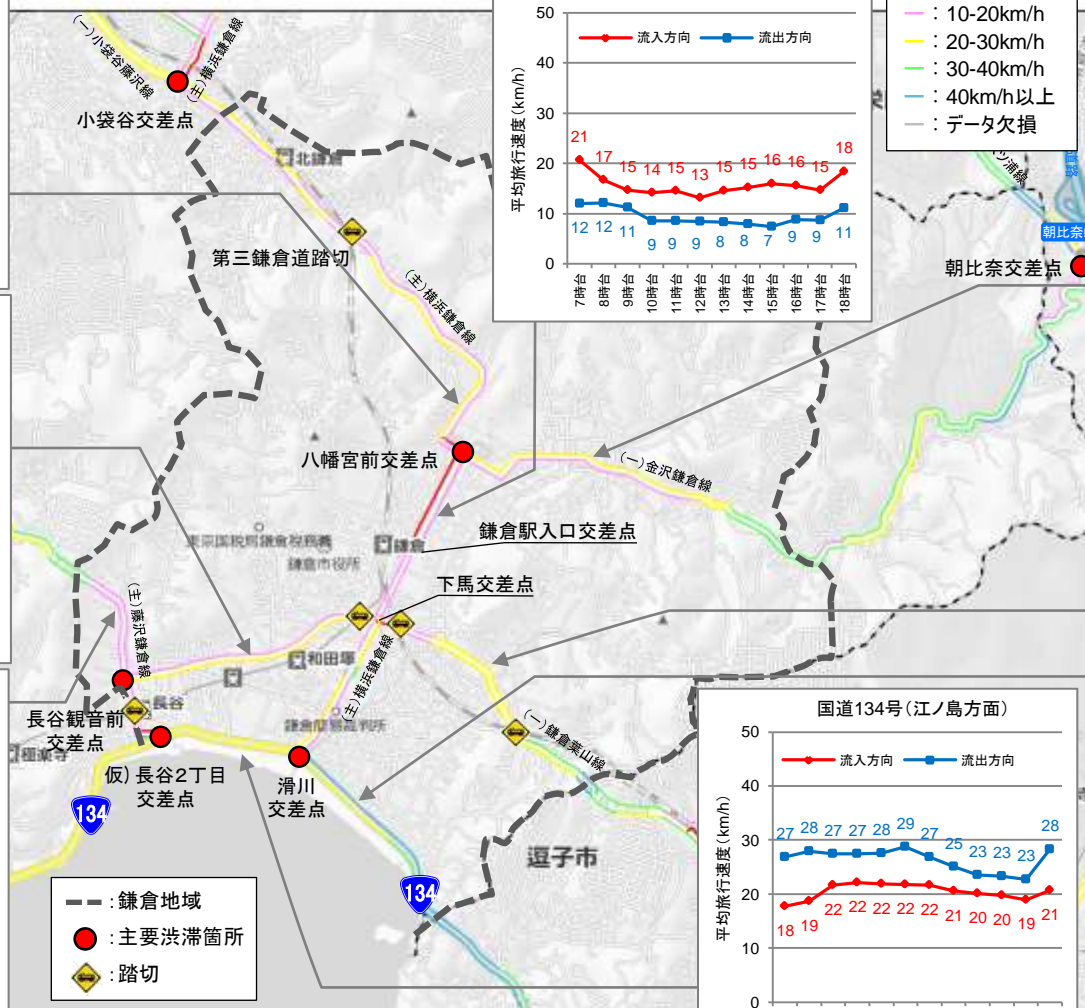 : 10-20km/h
: 20-30km/h
: 30-40km/h
: 40km/h以上
: データ欠損
50
40
30
20
10
0
平均旅行速度(km/h)
流入方向
流出方向
21 17 15 14 15 13 15 15 16 16 15 18
12 12 11 9 9 9 8 8 7 9 9 11
7時台 8時台 9時台 10時台 11時台 12時台 13時台 14時台 15時台 16時台 17時台 18時台
(一)小袋谷藤沢線
(主)横浜鎌倉線
小袋谷交差点
北鎌倉
第三鎌倉道踏切
(主)横浜鎌倉線
朝比奈
朝比奈交差点
八幡宮前交差点
(一)金沢鎌倉線
鎌倉駅入口交差点
鎌倉
鎌倉市役所
下馬交差点
(主)藤沢鎌倉線
和田塚
(主)横浜鎌倉線
長谷
長谷観音前
交差点
極楽寺
(仮)長谷2丁目
交差点
滑川
交差点
(一)鎌倉葉山線
134
134
逗子市
: 鎌倉地域
: 主要渋滞箇所
: 踏切
国道134号(江ノ島方面)
50
40
30
20
10
0
平均旅行速度(km/h)
流入方向
流出方向
27 28 27 27 28 29 27 25 23 23 23 28
18 19 22 22 22 22 22 21 20 20 19 21